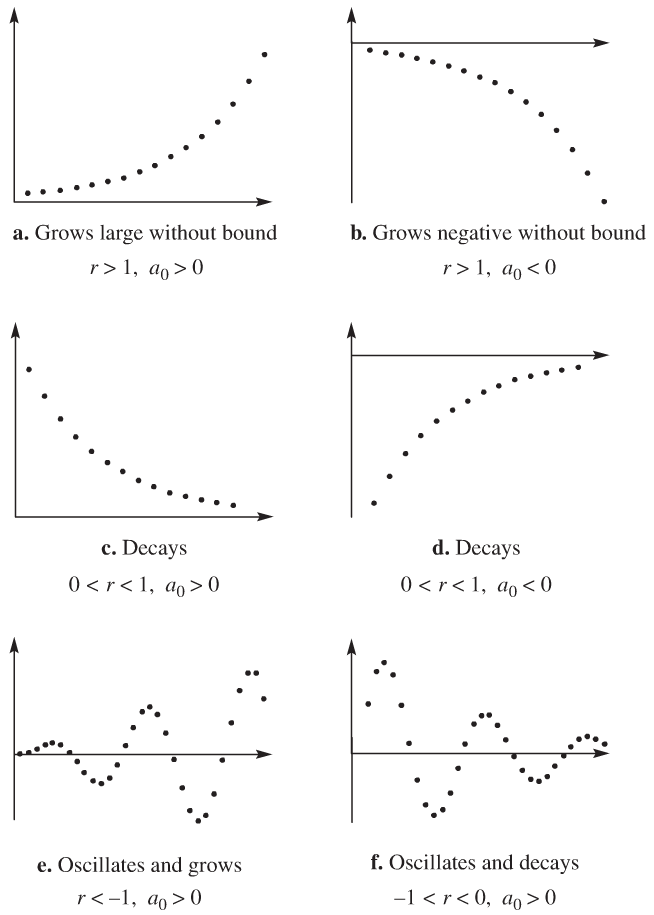 a. Grows large without bound
r > 1, a₀ > 0
b. Grows negative without bound
r > 1, a₀ < 0
c. Decays
0 < r < 1, a₀ > 0
d. Decays
0 < r < 1, a₀ < 0
e. Oscillates and grows
r < –1, a₀ > 0
f. Oscillates and decays
–1 < r < 0, a₀ > 0